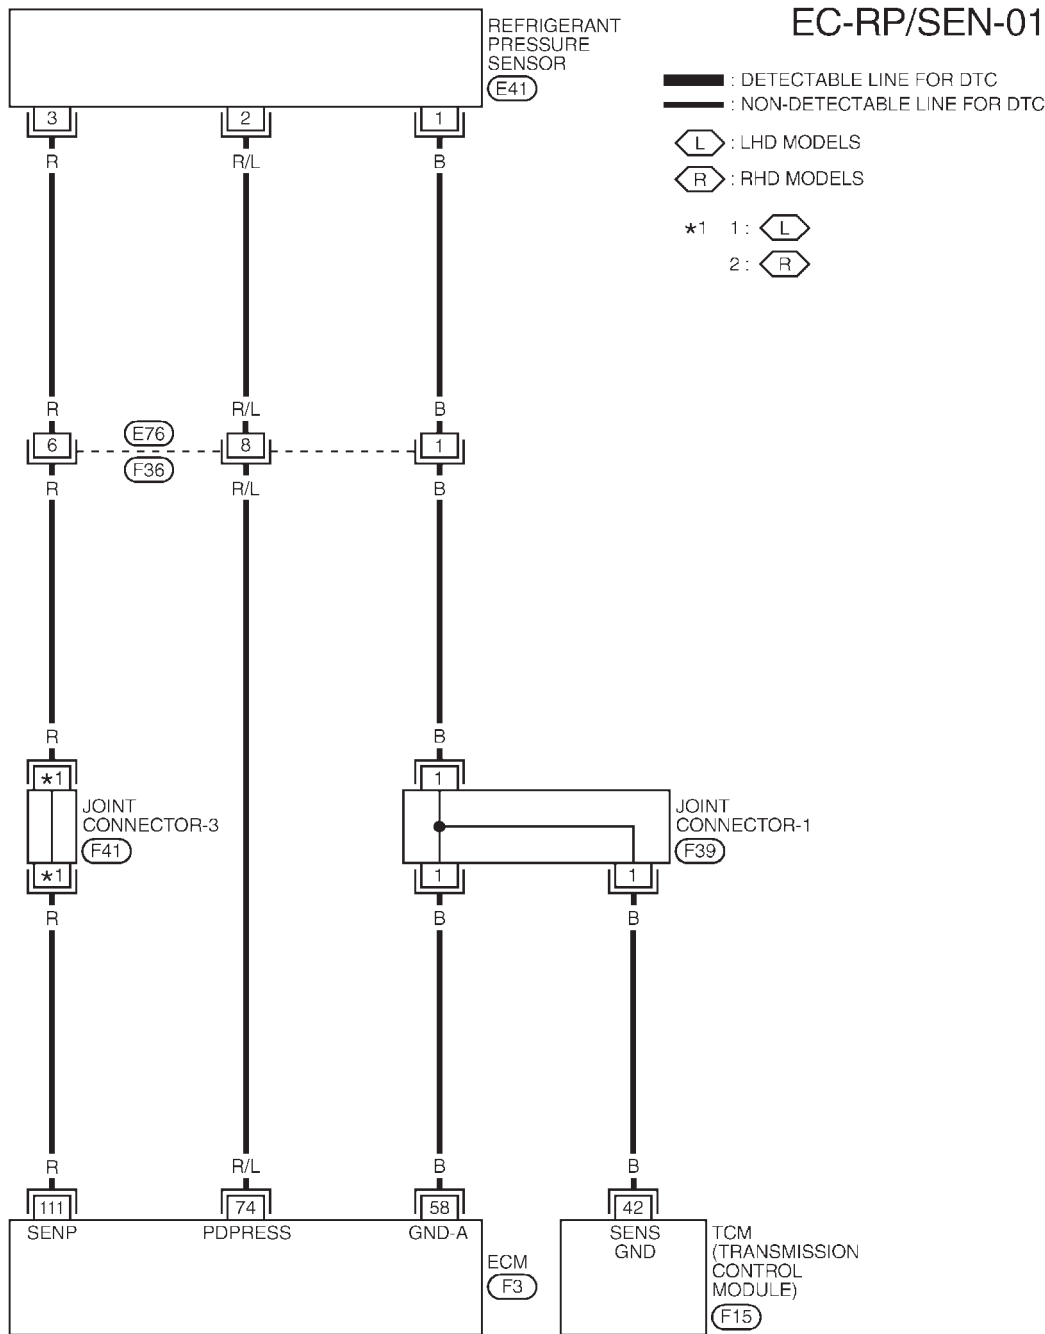 EC-RP/SEN-01
REFRIGERANT
PRESSURE
SENSOR
E41
: DETECTABLE LINE FOR DTC
: NON-DETECTABLE LINE FOR DTC
L : LHD MODELS
R : RHD MODELS
*1 1 : L
2 : R
3 2 1
R R/L B
R R/L B
6 E76 8 1
F36
R R/L B
R B
*1 1
JOINT
CONNECTOR-3
F41
JOINT
CONNECTOR-1
F39
*1 1 1
R B B
R R/L B B
111 74 58 42
SENP PDPRESS GND-A
SENS
GND
ECM
F3
TCM
(TRANSMISSION
CONTROL
MODULE)
F15